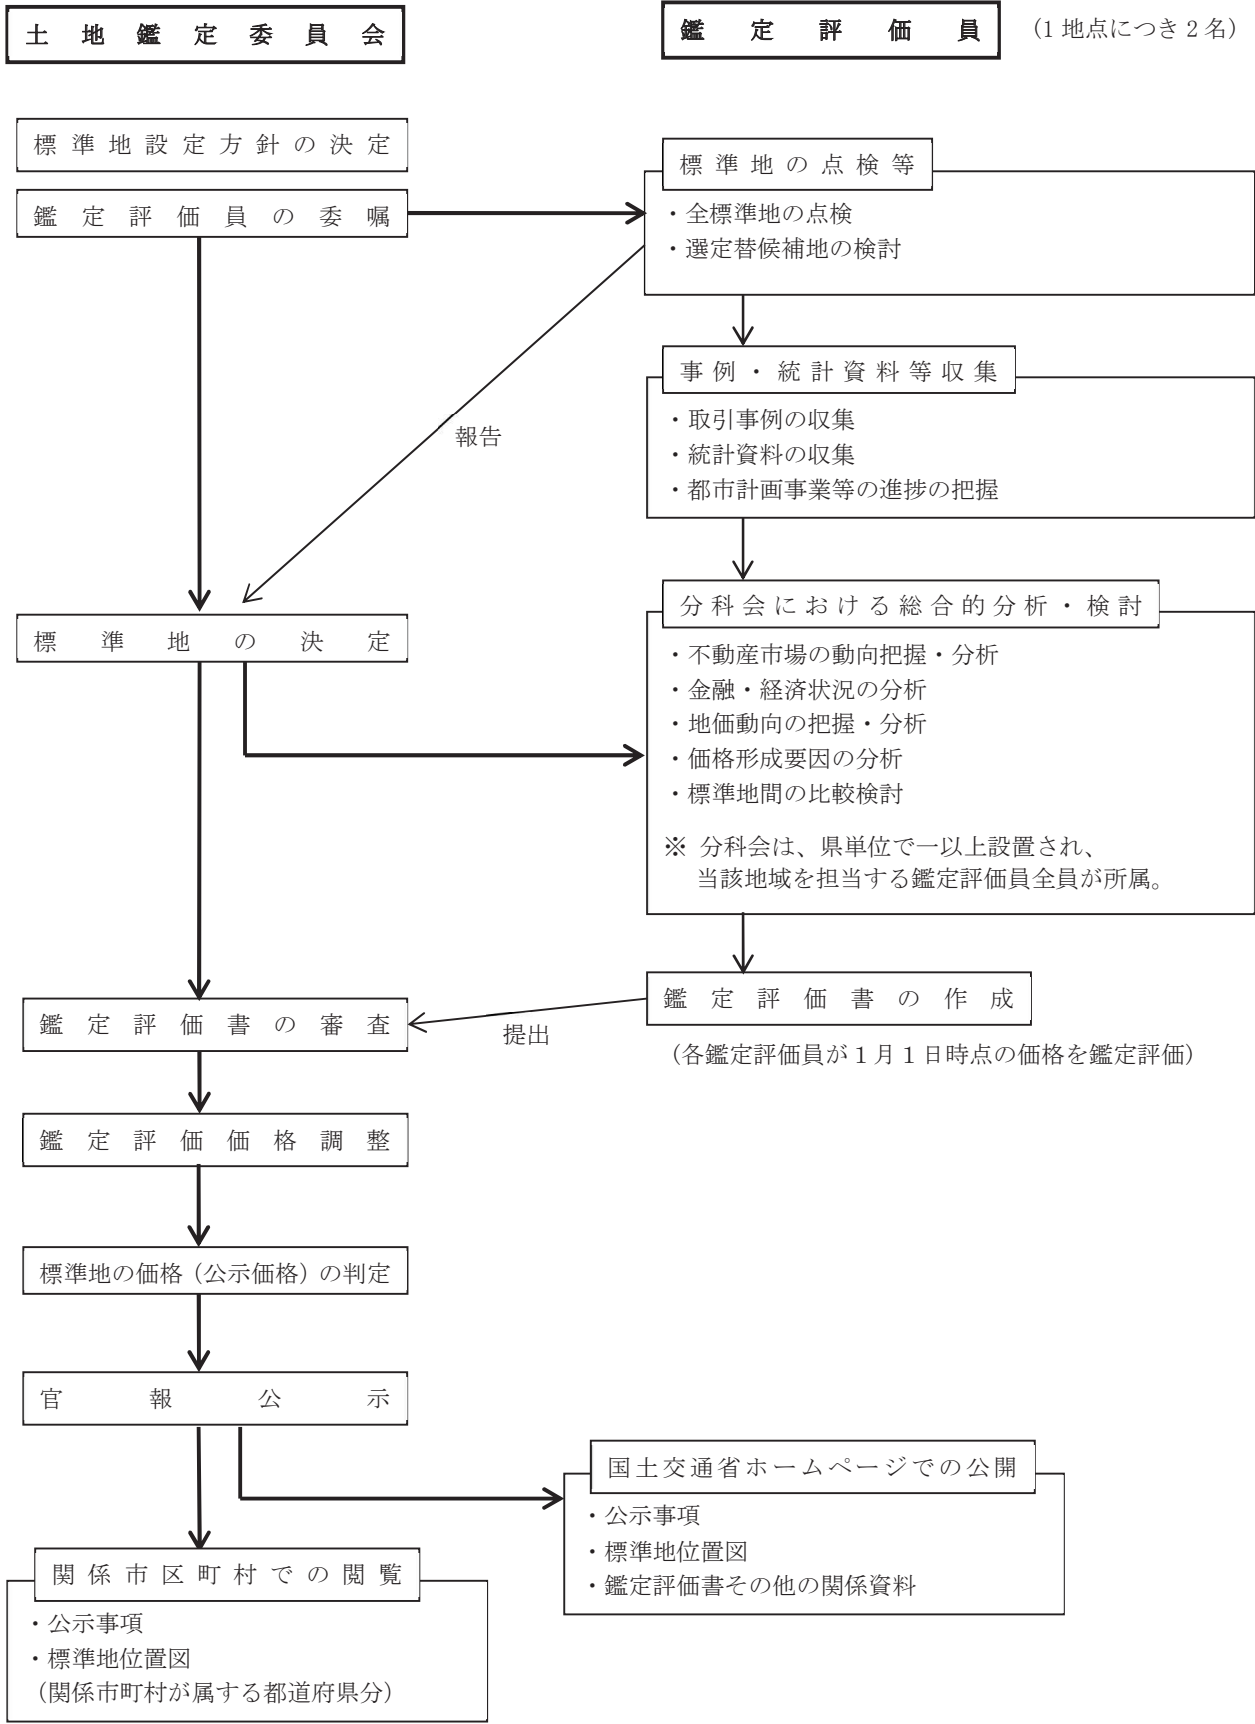 土地鑑定委員会
鑑定評価員
(1地点につき2名)
標準地設定方針の決定
鑑定評価員の委嘱
標準地の点検等
・全標準地の点検
・選定替候補地の検討
事例・統計資料等収集
・取引事例の収集
・統計資料の収集
・都市計画事業等の進捗の把握
報告
標準地の決定
分科会における総合的分析・検討
・不動産市場の動向把握・分析
・金融・経済状況の分析
・地価動向の把握・分析
・価格形成要因の分析
・標準地間の比較検討
※ 分科会は、県単位で一以上設置され、
当該地域を担当する鑑定評価員全員が所属。
鑑定評価書の作成
(各鑑定評価員が1月1日時点の価格を鑑定評価)
提出
鑑定評価書の審査
鑑定評価価格調整
標準地の価格(公示価格)の判定
官報公示
国土交通省ホームページでの公開
・公示事項
・標準地位置図
・鑑定評価書その他の関係資料
関係市区町村での閲覧
・公示事項
・標準地位置図
(関係市町村が属する都道府県分)